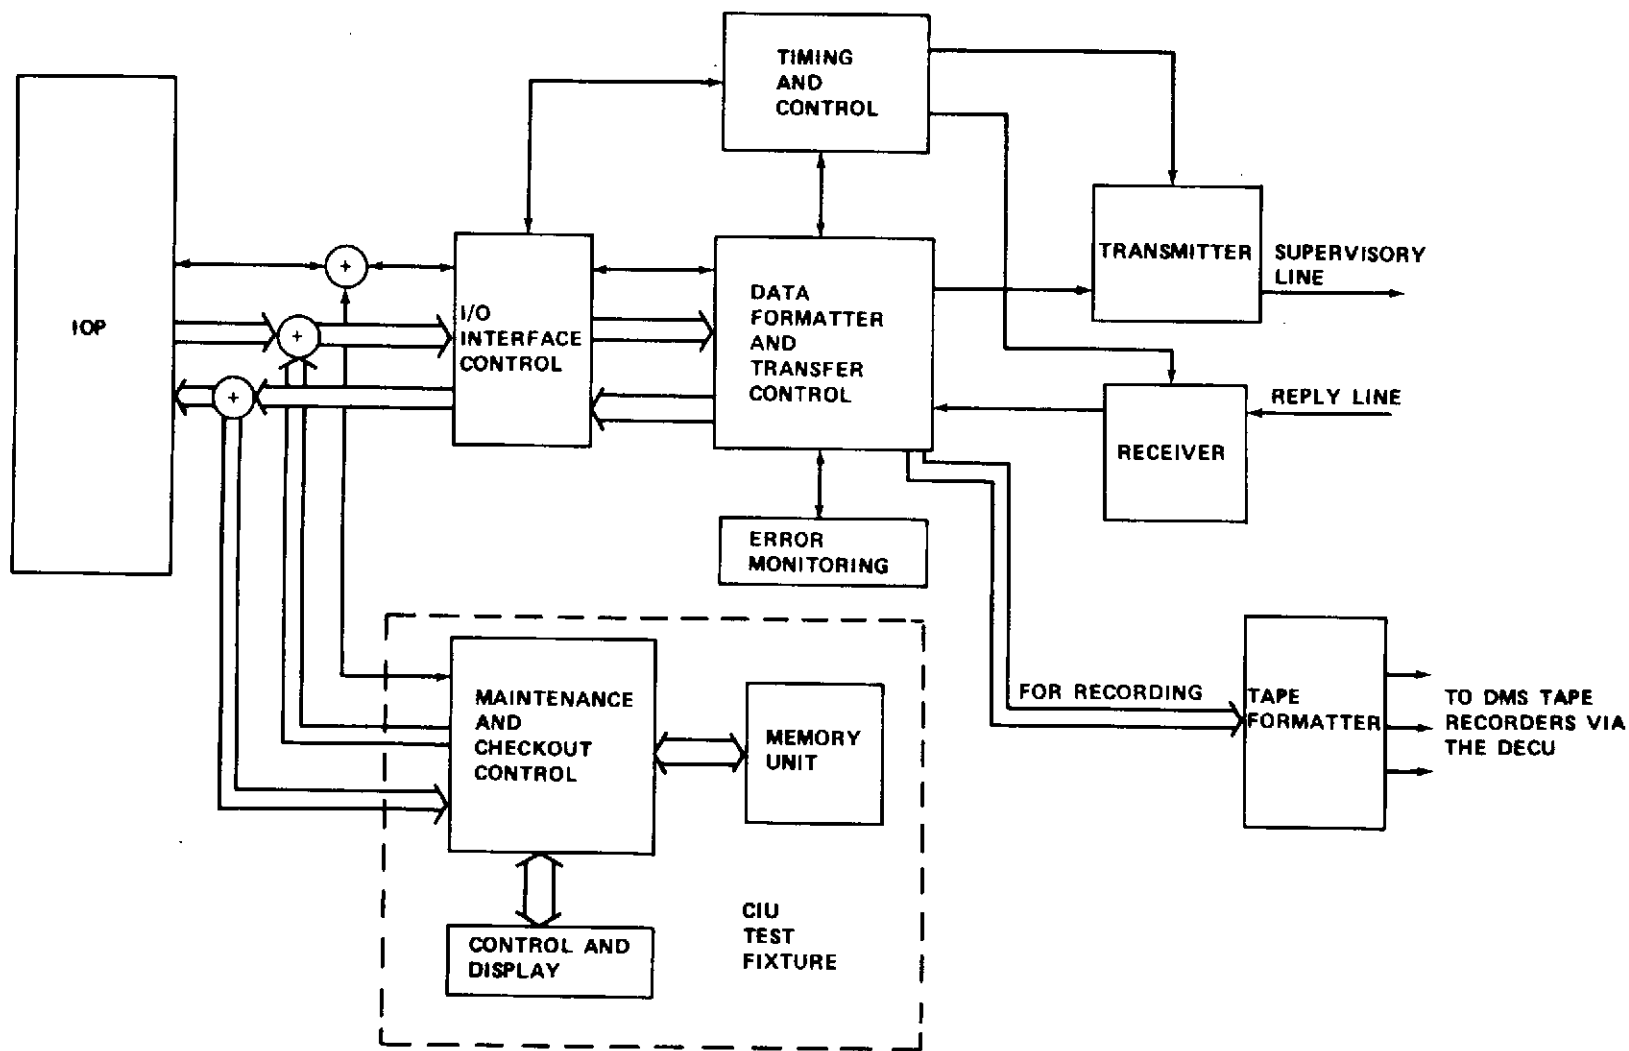 TIMING
AND
CONTROL
IOP
I/O
INTERFACE
CONTROL
DATA
FORMATTER
AND
TRANSFER
CONTROL
TRANSMITTER
SUPERVISORY
LINE
REPLY LINE
RECEIVER
ERROR
MONITORING
MAINTENANCE
AND
CHECKOUT
CONTROL
MEMORY
UNIT
FOR RECORDING
TAPE
FORMATTER
TO DMS TAPE
RECORDERS VIA
THE DECU
CONTROL AND
DISPLAY
CIU
TEST
FIXTURE
+
+
+